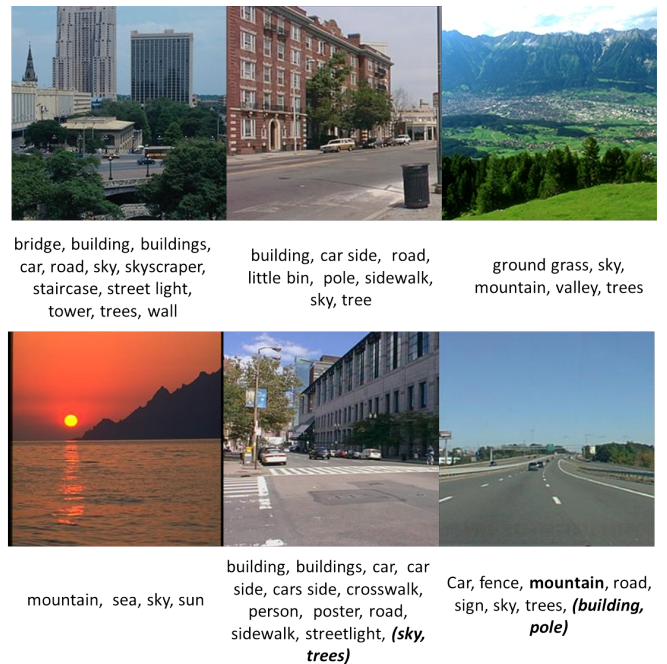 bridge, building, buildings,
car, road, sky, skyscraper,
staircase, street light,
tower, trees, wall
building, car side, road,
little bin, pole, sidewalk,
sky, tree
ground grass, sky,
mountain, valley, trees
mountain, sea, sky, sun
building, buildings, car, car
side, cars side, crosswalk,
person, poster, road,
sidewalk, streetlight, (sky,
trees)
Car, fence, mountain, road,
sign, sky, trees, (building,
pole)